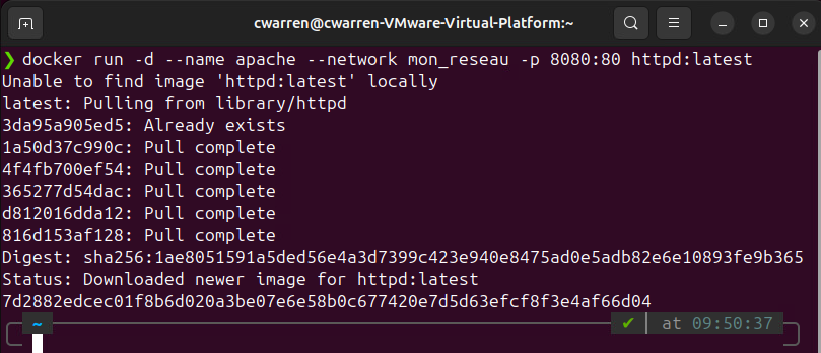 cwarren@cwarren-VMware-Virtual-Platform:~
❯ docker run -d --name apache --network mon_reseau -p 8080:80 httpd:latest
Unable to find image 'httpd:latest' locally
latest: Pulling from library/httpd
3da95a905ed5: Already exists
1a50d37c990c: Pull complete
4f4fb700ef54: Pull complete
365277d54dac: Pull complete
d812016dda12: Pull complete
816d153af128: Pull complete
Digest: sha256:1ae8051591a5ded56e4a3d7399c423e940e8475ad0e5adb82e6e10893fe9b365
Status: Downloaded newer image for httpd:latest
7d2882edcec01f8b6d020a3be07e6e58b0c677420e7d5d63efcf8f3e4af66d04
~ ✔ at 09:50:37